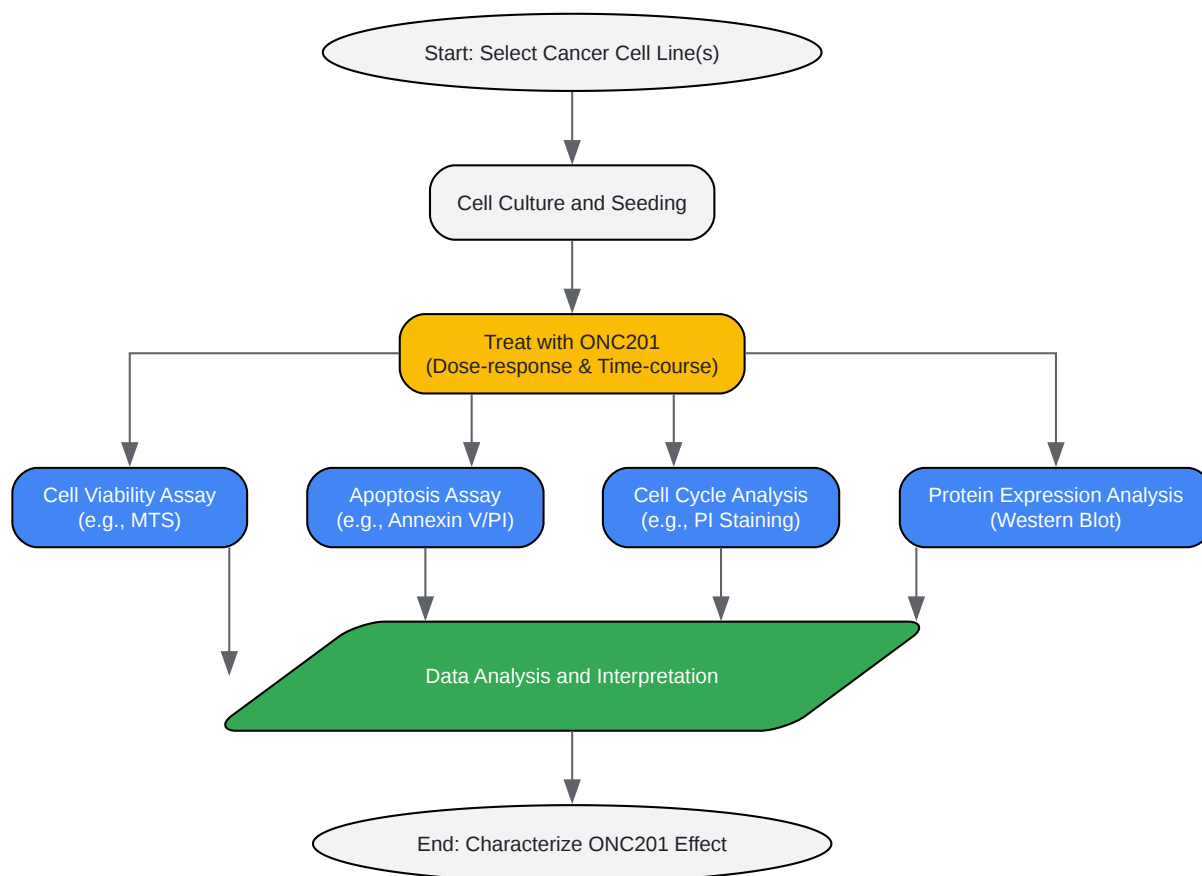 Start: Select Cancer Cell Line(s)
Cell Culture and Seeding
Treat with ONC201
(Dose-response & Time-course)
Cell Viability Assay
(e.g., MTS)
Apoptosis Assay
(e.g., Annexin V/PI)
Cell Cycle Analysis
(e.g., PI Staining)
Protein Expression Analysis
(Western Blot)
Data Analysis and Interpretation
End: Characterize ONC201 Effect